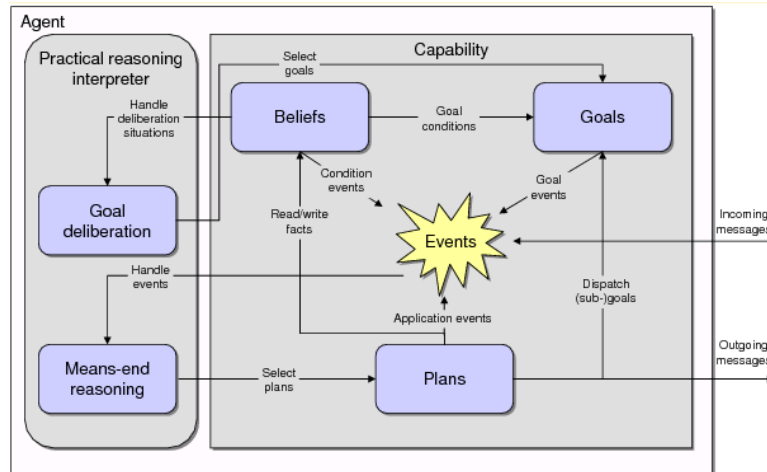 Agent
Practical reasoning
interpreter
Capability
Select
goals
Handle
deliberation
situations
Beliefs
Goal
conditions
Goals
Goal
deliberation
Condition
events
Goal
events
Read/write
facts
Events
Incoming
messages
Handle
events
Dispatch
(sub-)goals
Application events
Means-end
reasoning
Select
plans
Plans
Outgoing
messages